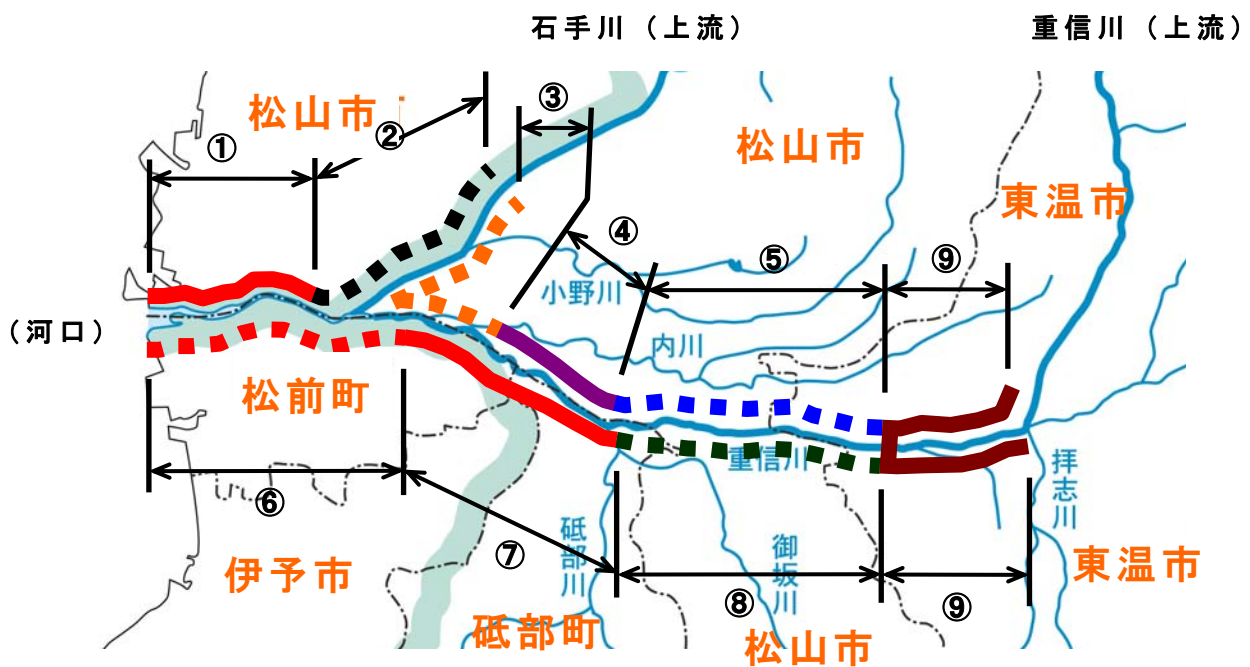 石手川（上流）
重信川（上流）
松山市
③
②
①
松山市
東温市
④
⑤
⑨
小野川
（河口）
内川
松前町
重信川
拝志川
⑥
砥部川
御坂川
⑦
伊予市
東温市
⑧
⑨
砥部町
松山市